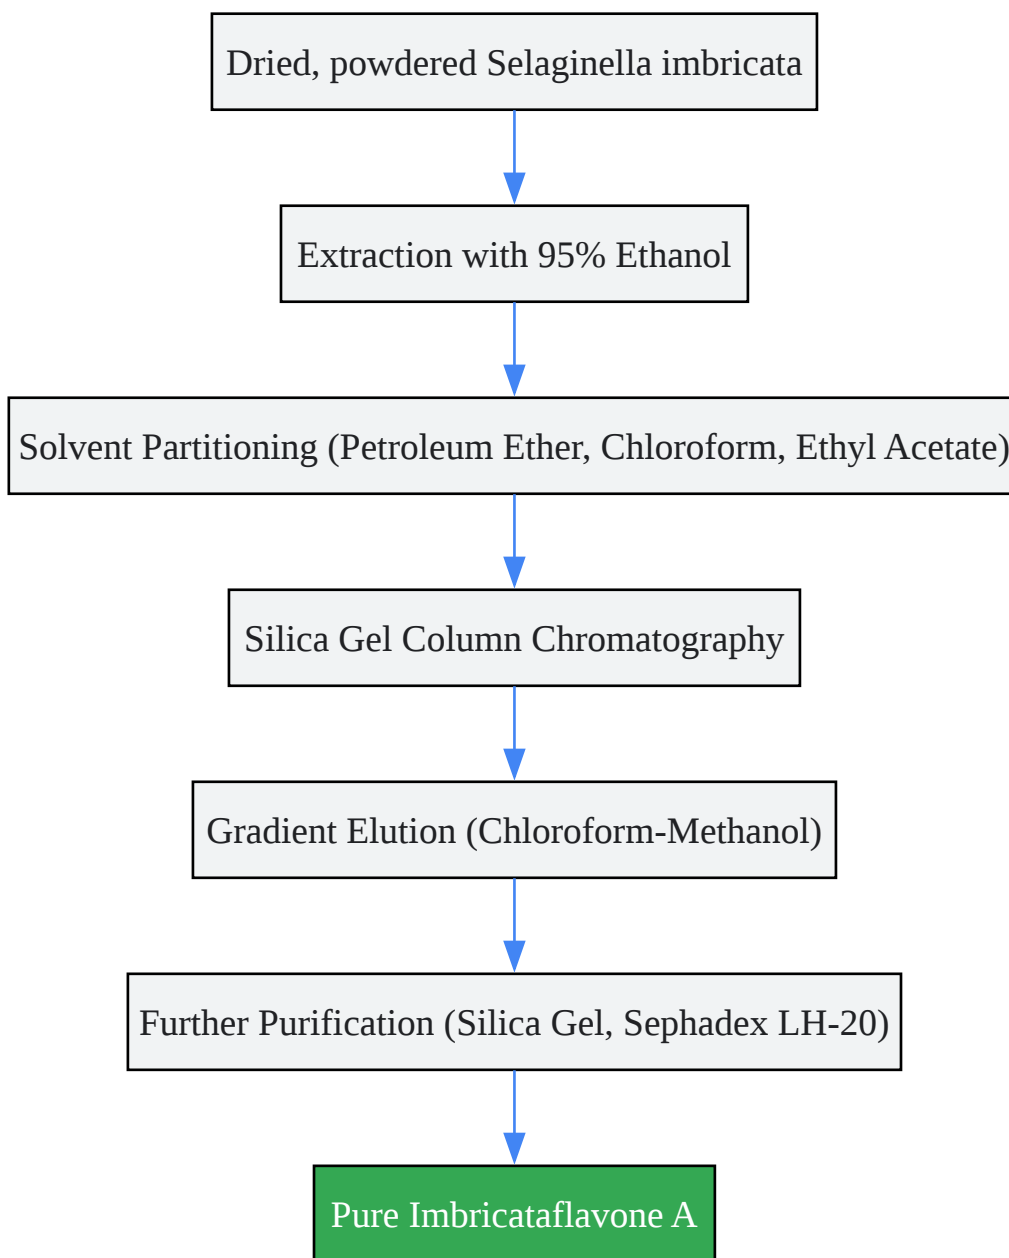 Dried, powdered Selaginella imbricata
Extraction with 95% Ethanol
Solvent Partitioning (Petroleum Ether, Chloroform, Ethyl Acetate)
Silica Gel Column Chromatography
Gradient Elution (Chloroform-Methanol)
Further Purification (Silica Gel, Sephadex LH-20)
Pure Imbricataflavone A